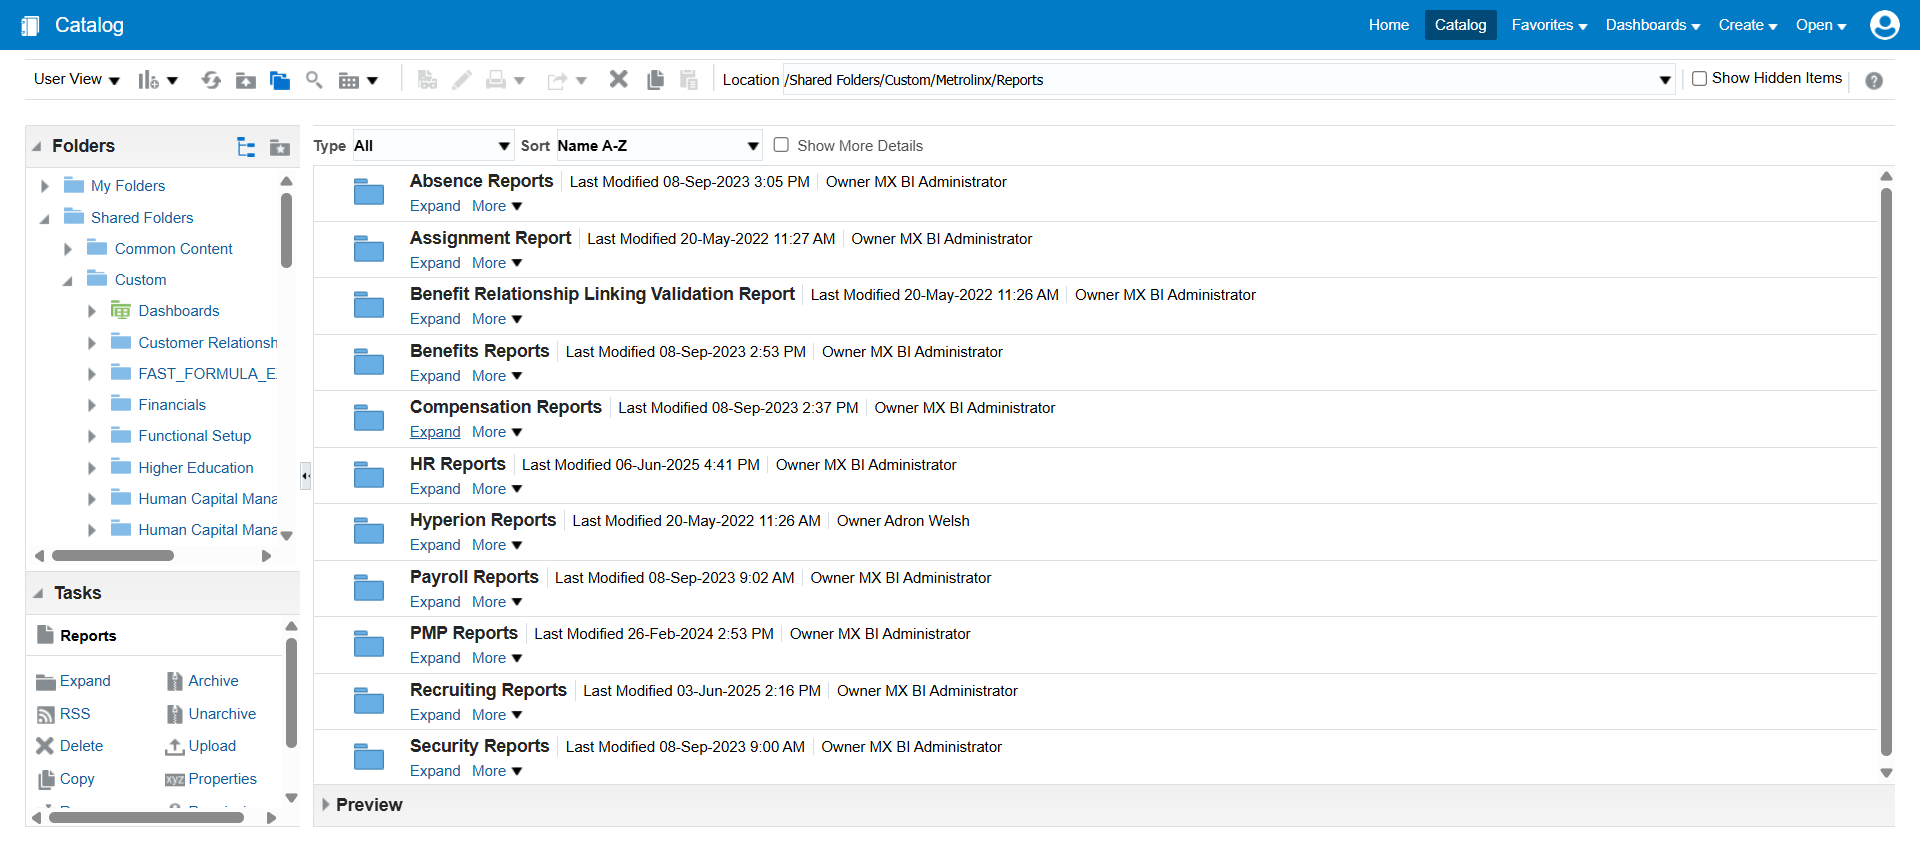 Catalog
Home Catalog Favorites Dashboards Create Open
User View
Location /Shared Folders/Custom/Metrolinx/Reports
Show Hidden Items
Folders
My Folders
Shared Folders
Common Content
Custom
Dashboards
Customer Relationsh
FAST_FORMULA_E
Financials
Functional Setup
Higher Education
Human Capital Mana
Human Capital Mana
Tasks
Reports
Expand Archive
RSS Unarchive
Delete Upload
Copy xyz Properties
Type All Sort Name A-Z Show More Details
Absence Reports Last Modified 08-Sep-2023 3:05 PM Owner MX BI Administrator
Expand More
Assignment Report Last Modified 20-May-2022 11:27 AM Owner MX BI Administrator
Expand More
Benefit Relationship Linking Validation Report Last Modified 20-May-2022 11:26 AM Owner MX BI Administrator
Expand More
Benefits Reports Last Modified 08-Sep-2023 2:53 PM Owner MX BI Administrator
Expand More
Compensation Reports Last Modified 08-Sep-2023 2:37 PM Owner MX BI Administrator
Expand More
HR Reports Last Modified 06-Jun-2025 4:41 PM Owner MX BI Administrator
Expand More
Hyperion Reports Last Modified 20-May-2022 11:26 AM Owner Adron Welsh
Expand More
Payroll Reports Last Modified 08-Sep-2023 9:02 AM Owner MX BI Administrator
Expand More
PMP Reports Last Modified 26-Feb-2024 2:53 PM Owner MX BI Administrator
Expand More
Recruiting Reports Last Modified 03-Jun-2025 2:16 PM Owner MX BI Administrator
Expand More
Security Reports Last Modified 08-Sep-2023 9:00 AM Owner MX BI Administrator
Expand More
Preview